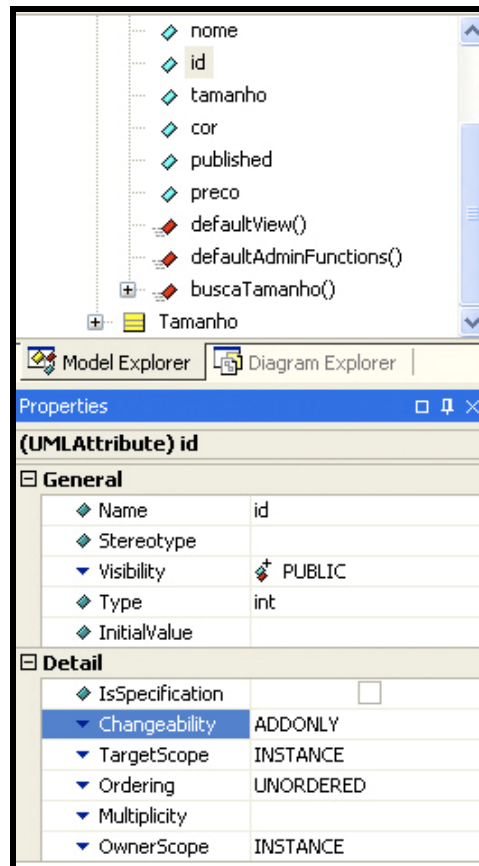 nome
id
tamanho
cor
published
preco
defaultView()
defaultAdminFunctions()
buscaTamanho()
Tamanho
Model Explorer Diagram Explorer
Properties
(UMLAttribute) id
General
Name id
Stereotype
Visibility PUBLIC
Type int
InitialValue
Detail
IsSpecification
Changeability ADDONLY
TargetScope INSTANCE
Ordering UNORDERED
Multiplicity
OwnerScope INSTANCE